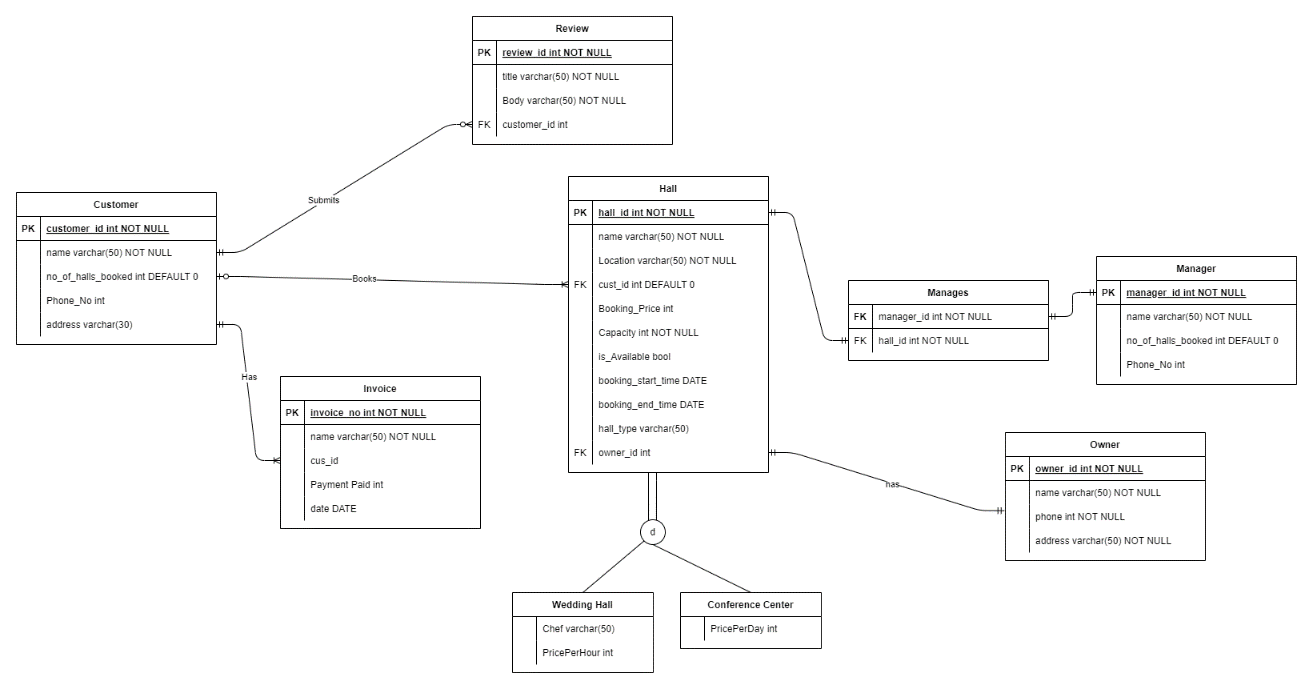 Review
PK review_id int NOT NULL
title varchar(50) NOT NULL
Body varchar(50) NOT NULL
FK customer_id int
Submits
Customer
PK customer_id int NOT NULL
name varchar(50) NOT NULL
no_of_halls_booked int DEFAULT 0
Phone_No int
address varchar(30)
Books
Has
Invoice
PK invoice_no int NOT NULL
name varchar(50) NOT NULL
cus_id
Payment Paid int
date DATE
Hall
PK hall_id int NOT NULL
name varchar(50) NOT NULL
Location varchar(50) NOT NULL
FK cust_id int DEFAULT 0
Booking_Price int
Capacity int NOT NULL
is_Available bool
booking_start_time DATE
booking_end_time DATE
hall_type varchar(50)
FK owner_id int
Manages
FK manager_id int NOT NULL
FK hall_id int NOT NULL
Manager
PK manager_id int NOT NULL
name varchar(50) NOT NULL
no_of_halls_booked int DEFAULT 0
Phone_No int
has
Owner
PK owner_id int NOT NULL
name varchar(50) NOT NULL
phone int NOT NULL
address varchar(50) NOT NULL
d
Wedding Hall
Chef varchar(50)
PricePerHour int
Conference Center
PricePerDay int